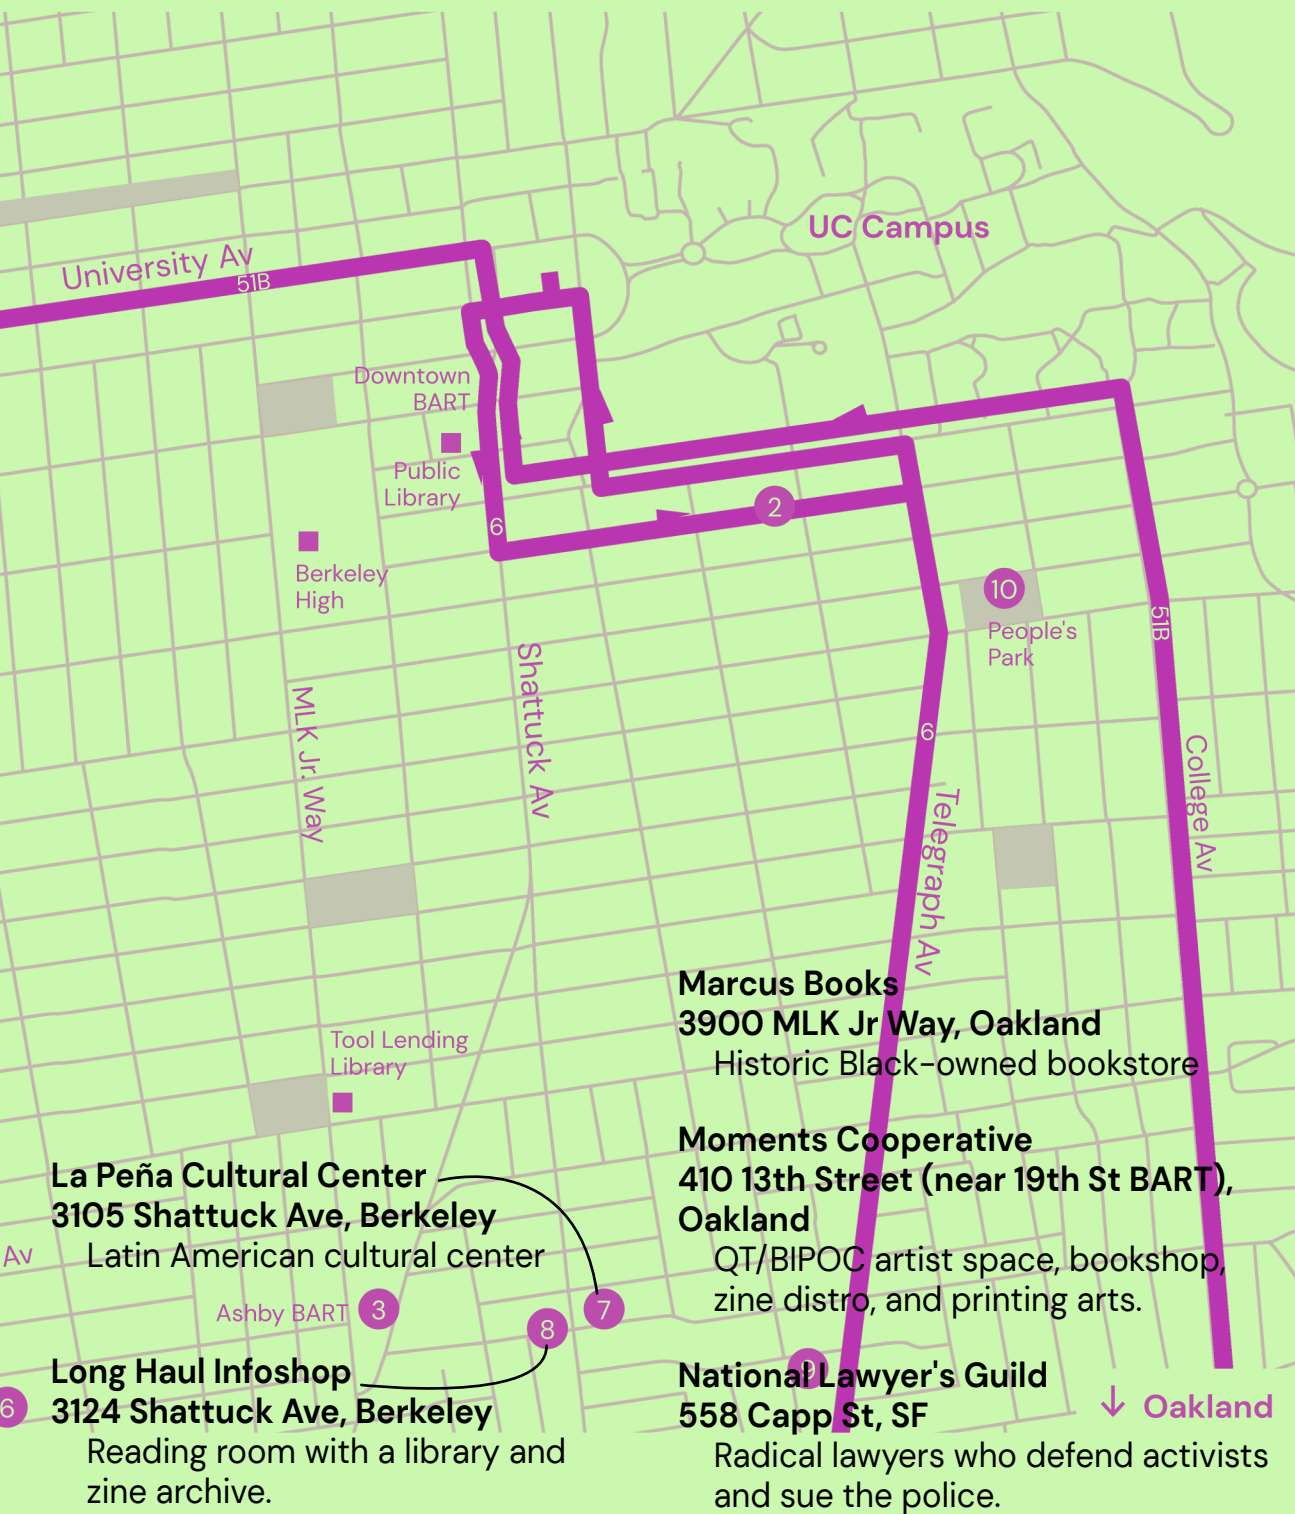 UC Campus
University Av
51B
Downtown
BART
Public
Library
6
2
Berkeley
High
10
People's
Park
51B
Shattuck Av
MLK Jr. Way
6
College Av
Telegraph Av
Marcus Books
3900 MLK Jr Way, Oakland
Historic Black-owned bookstore
Tool Lending
Library
Moments Cooperative
410 13th Street (near 19th St BART),
Oakland
QT/BIPOC artist space, bookshop,
zine distro, and printing arts.
La Peña Cultural Center
3105 Shattuck Ave, Berkeley
Latin American cultural center
Av
Ashby BART
3
7
8
Long Haul Infoshop
3124 Shattuck Ave, Berkeley
Reading room with a library and
zine archive.
6
9
National Lawyer's Guild
558 Capp St, SF
Radical lawyers who defend activists
and sue the police.
↓ Oakland